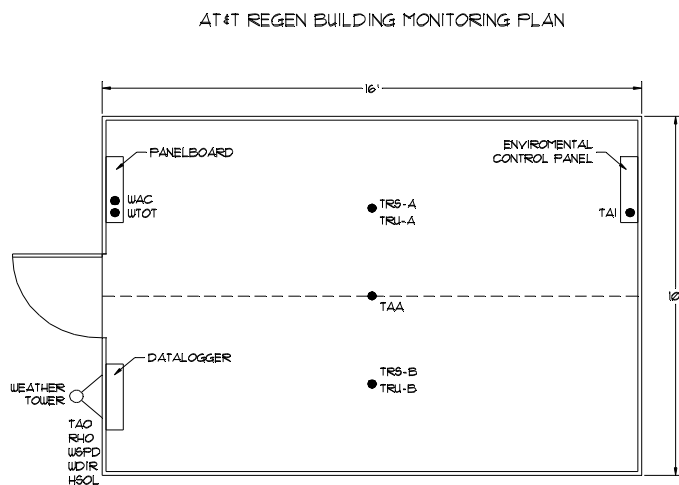 AT&T REGEN BUILDING MONITORING PLAN
16'
PANELBOARD
ENVIROMENTAL
CONTROL PANEL
WAC
WTOT
TRS-A
TRU-A
TAI
TAA
DATALOGGER
TRS-B
TRU-B
WEATHER
TOWER
TAO
RHO
WSPD
WDIR
HSOL